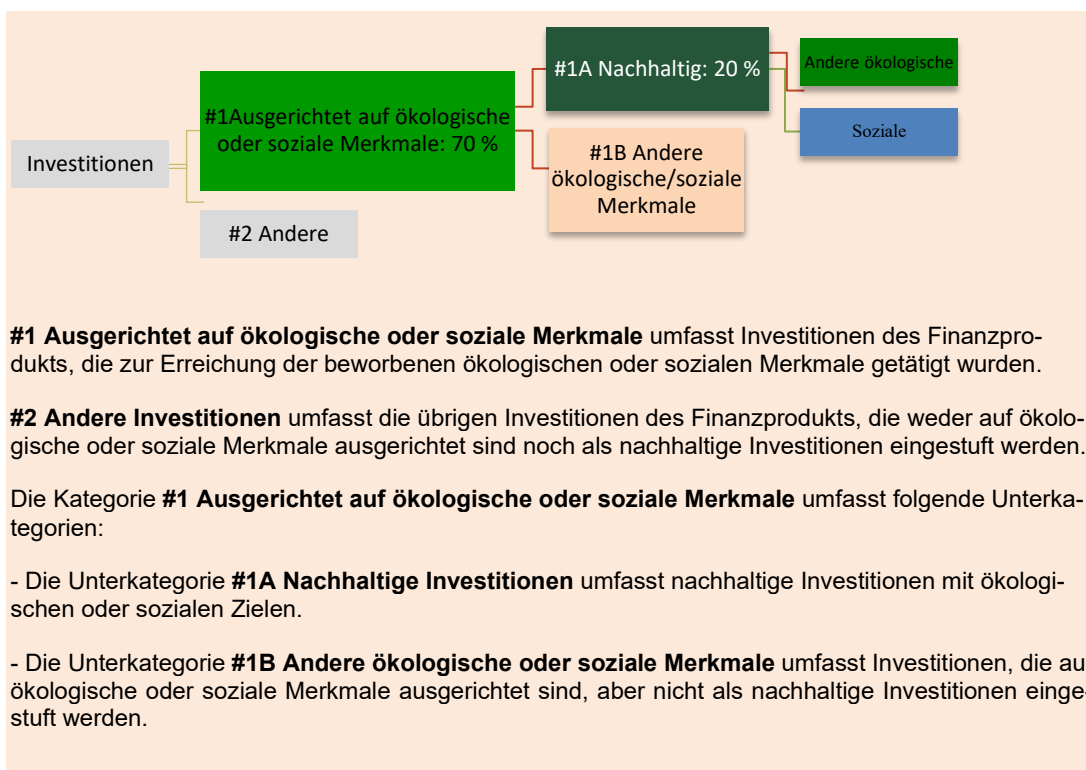 Investitionen
#1Ausgerichtet auf ökologische
oder soziale Merkmale: 70 %
#2 Andere
#1A Nachhaltig: 20 %
#1B Andere
ökologische/soziale
Merkmale
Andere ökologische
Soziale
#1 Ausgerichtet auf ökologische oder soziale Merkmale umfasst Investitionen des Finanzpro-
dukts, die zur Erreichung der beworbenen ökologischen oder sozialen Merkmale getätigt wurden.
#2 Andere Investitionen umfasst die übrigen Investitionen des Finanzprodukts, die weder auf ökolo-
gische oder soziale Merkmale ausgerichtet sind noch als nachhaltige Investitionen eingestuft werden.
Die Kategorie #1 Ausgerichtet auf ökologische oder soziale Merkmale umfasst folgende Unterka-
tegorien:
- Die Unterkategorie #1A Nachhaltige Investitionen umfasst nachhaltige Investitionen mit ökologi-
schen oder sozialen Zielen.
- Die Unterkategorie #1B Andere ökologische oder soziale Merkmale umfasst Investitionen, die au
ökologische oder soziale Merkmale ausgerichtet sind, aber nicht als nachhaltige Investitionen einge-
stuft werden.